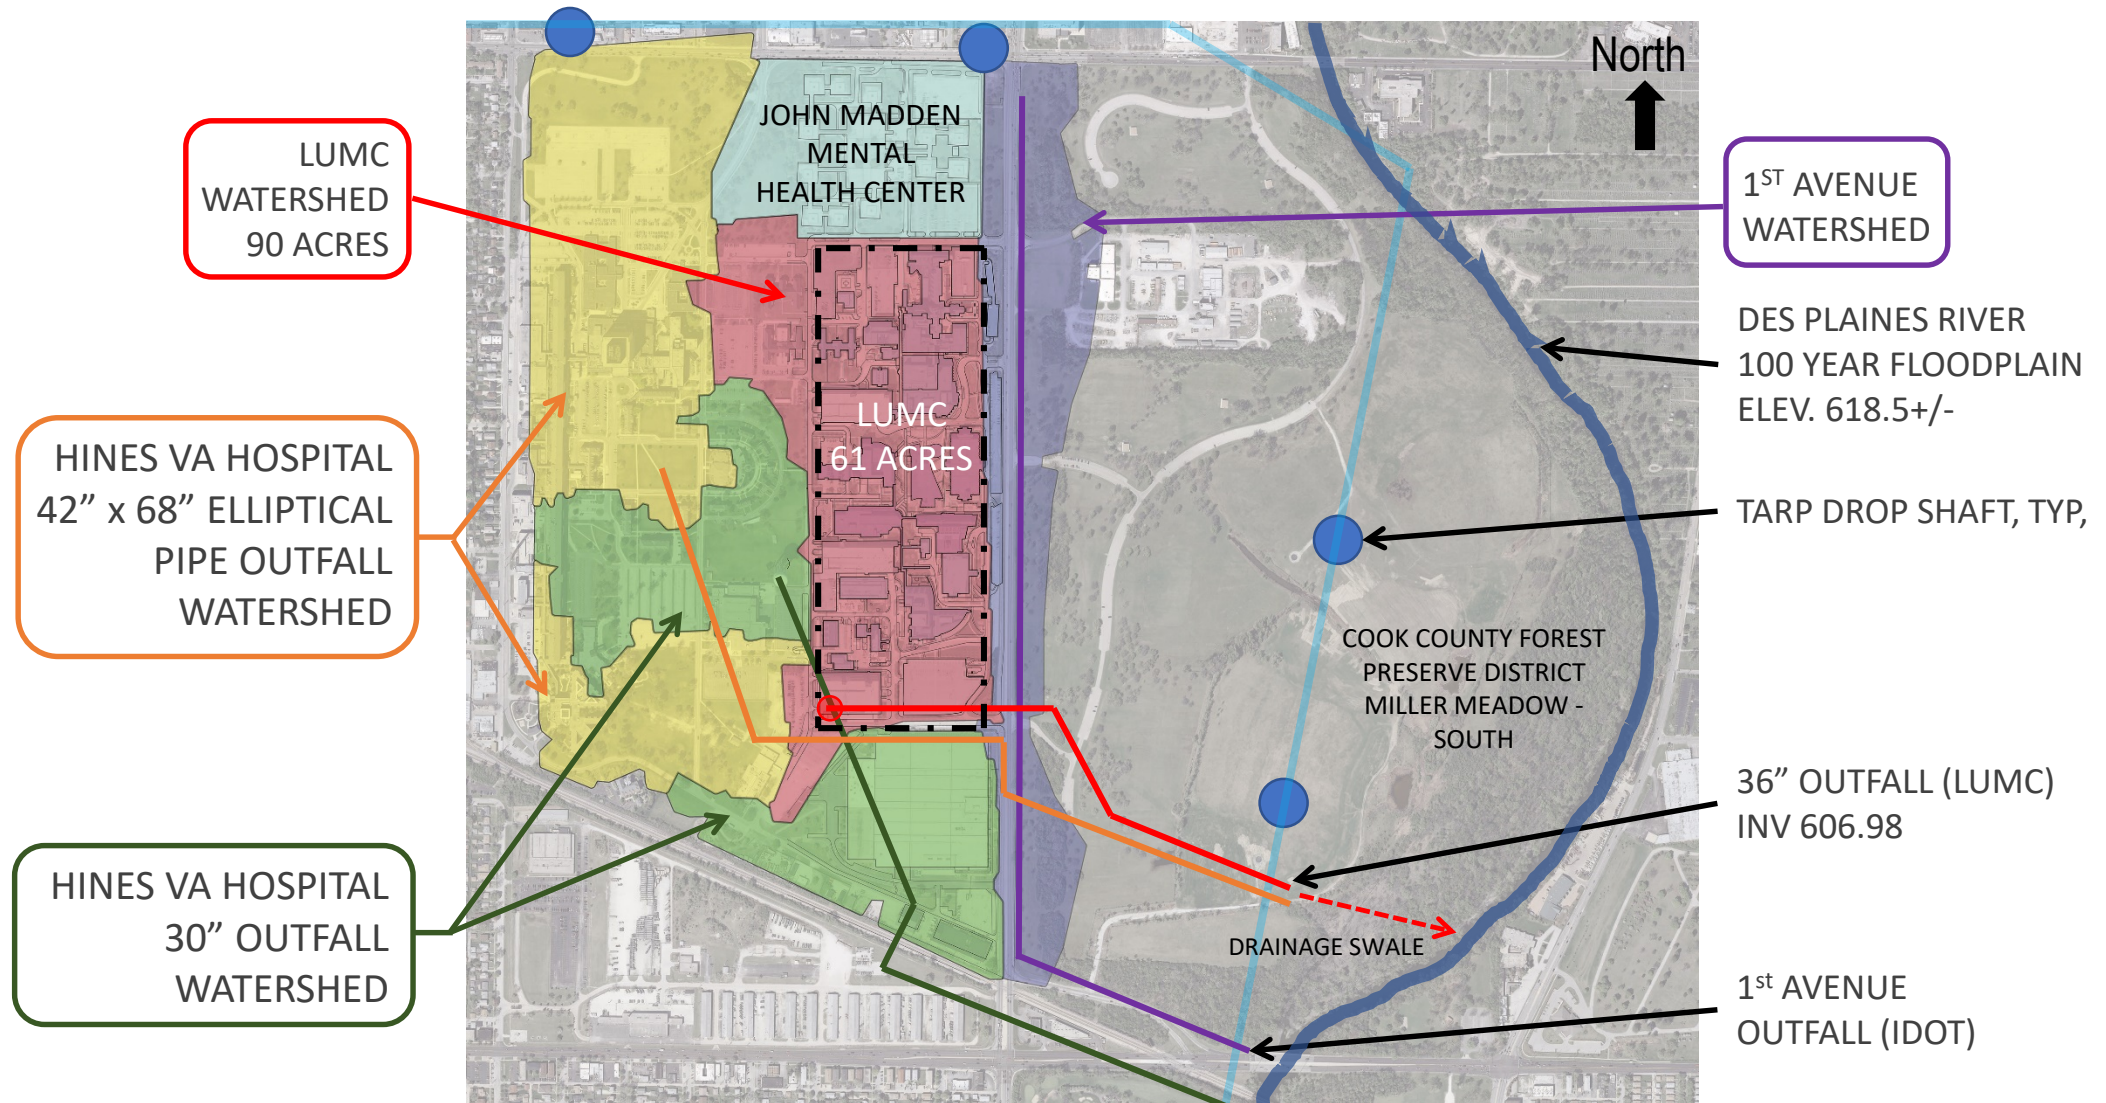 North
JOHN MADDEN
MENTAL
HEALTH CENTER
LUMC
WATERSHED
90 ACRES
1ST AVENUE
WATERSHED
DES PLAINES RIVER
100 YEAR FLOODPLAIN
ELEV. 618.5+/-
LUMC
61 ACRES
HINES VA HOSPITAL
42” x 68” ELLIPTICAL
PIPE OUTFALL
WATERSHED
TARP DROP SHAFT, TYP,
COOK COUNTY FOREST
PRESERVE DISTRICT
MILLER MEADOW -
SOUTH
36” OUTFALL (LUMC)
INV 606.98
HINES VA HOSPITAL
30” OUTFALL
WATERSHED
DRAINAGE SWALE
1st AVENUE
OUTFALL (IDOT)